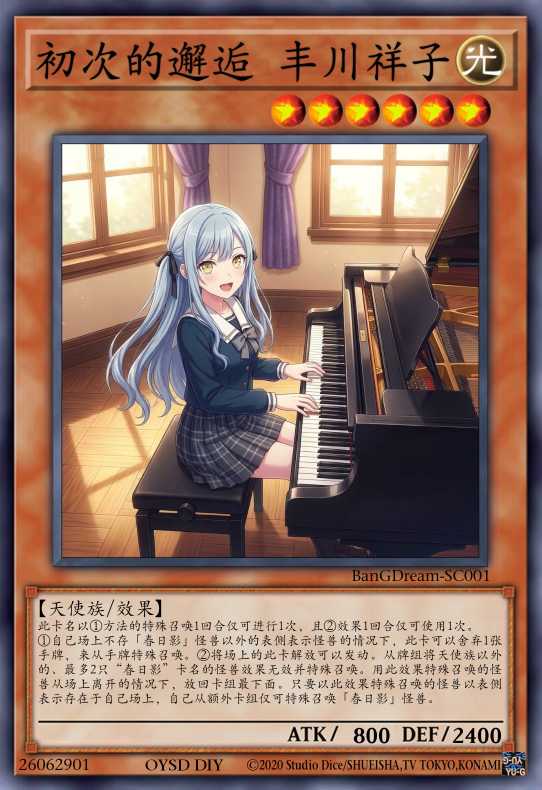 初次的邂逅 丰川祥子
光
BanGDream-SC001
【天使族/效果】
此卡名以①方法的特殊召唤1回合仅可进行1次，且②效果1回合仅可使用1次。
①自己场上不存「春日影」怪兽以外的表侧表示怪兽的情况下，此卡可以舍弃1张
手牌，来从手牌特殊召唤。②将场上的此卡解放可以发动。从牌组将天使族以外
的、最多2只“春日影”卡名的怪兽效果无效并特殊召唤。用此效果特殊召唤的怪
兽从场上离开的情况下，放回卡组最下面。只要以此效果特殊召唤的怪兽以表侧
表示存在于自己场上，自己从额外卡组仅可特殊召唤「春日影」怪兽。
ATK/ 800 DEF/2400
26062901 OYSD DIY ©2020 Studio Dice/SHUEISHA,TV TOKYO,KONAMI